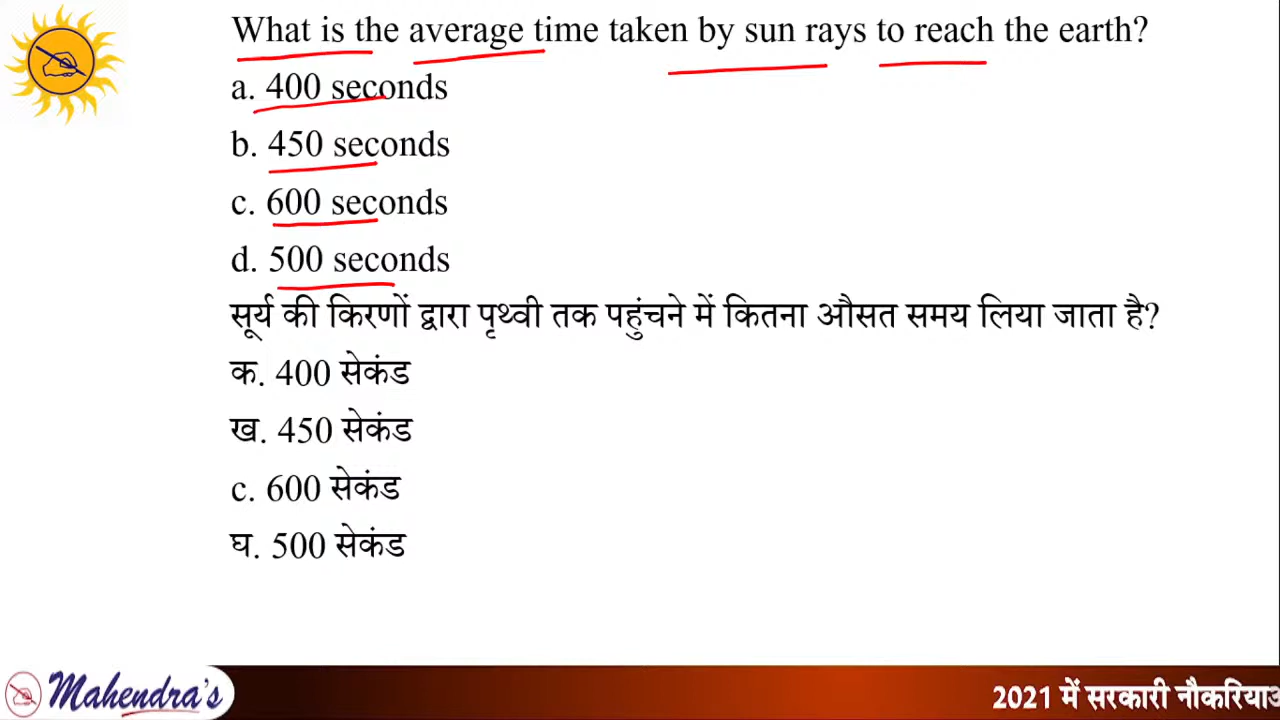 What is the average time taken by sun rays to reach the earth?
a. 400 seconds
b. 450 seconds
c. 600 seconds
d. 500 seconds
सूर्य की किरणों द्वारा पृथ्वी तक पहुंचने में कितना औसत समय लिया जाता है?
क. 400 सेकंड
ख. 450 सेकंड
c. 600 सेकंड
घ. 500 सेकंड
Mahendra's
2021 में सरकारी